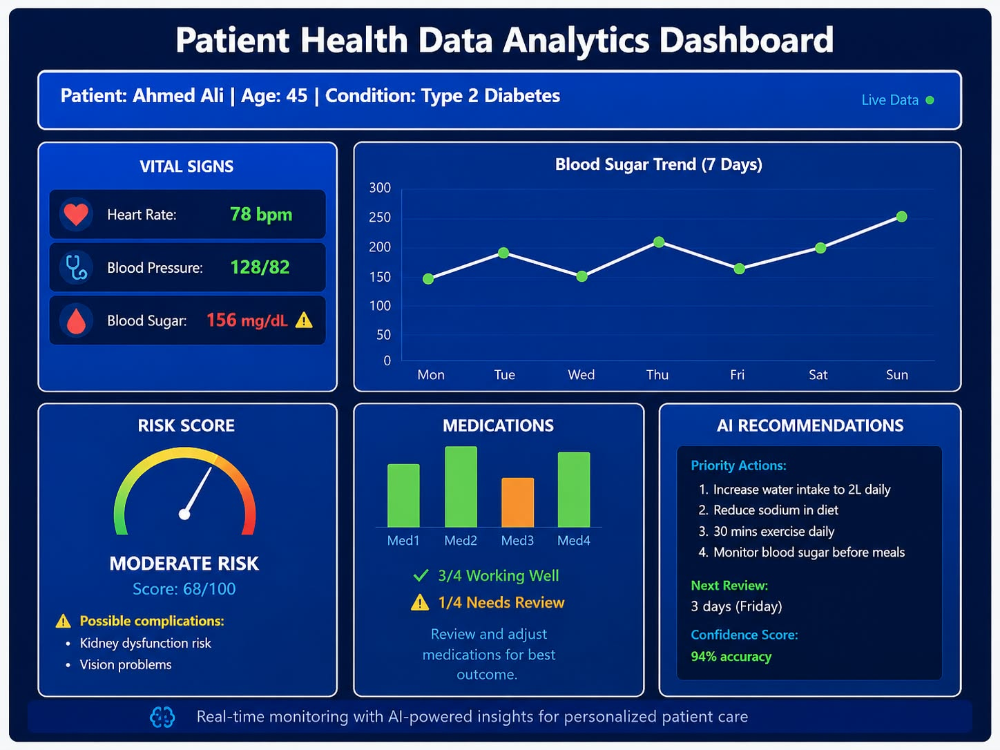 Patient Health Data Analytics Dashboard
Patient: Ahmed Ali | Age: 45 | Condition: Type 2 Diabetes
Live Data
VITAL SIGNS
Heart Rate: 78 bpm
Blood Pressure: 128/82
Blood Sugar: 156 mg/dL
Blood Sugar Trend (7 Days)
300
250
200
150
100
50
0
Mon Tue Wed Thu Fri Sat Sun
RISK SCORE
MODERATE RISK
Score: 68/100
Possible complications:
• Kidney dysfunction risk
• Vision problems
MEDICATIONS
Med1 Med2 Med3 Med4
3/4 Working Well
1/4 Needs Review
Review and adjust
medications for best
outcome.
AI RECOMMENDATIONS
Priority Actions:
1. Increase water intake to 2L daily
2. Reduce sodium in diet
3. 30 mins exercise daily
4. Monitor blood sugar before meals
Next Review:
3 days (Friday)
Confidence Score:
94% accuracy
Real-time monitoring with AI-powered insights for personalized patient care